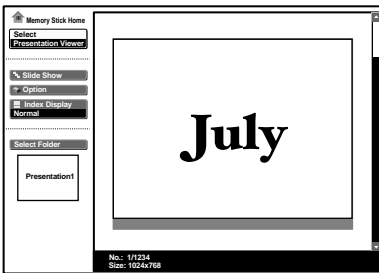 Memory Stick Home
Select
Presentation Viewer
Slide Show
Option
Index Display
Normal
Select Folder
Presentation1
July
No.: 1/1234
Size: 1024x768